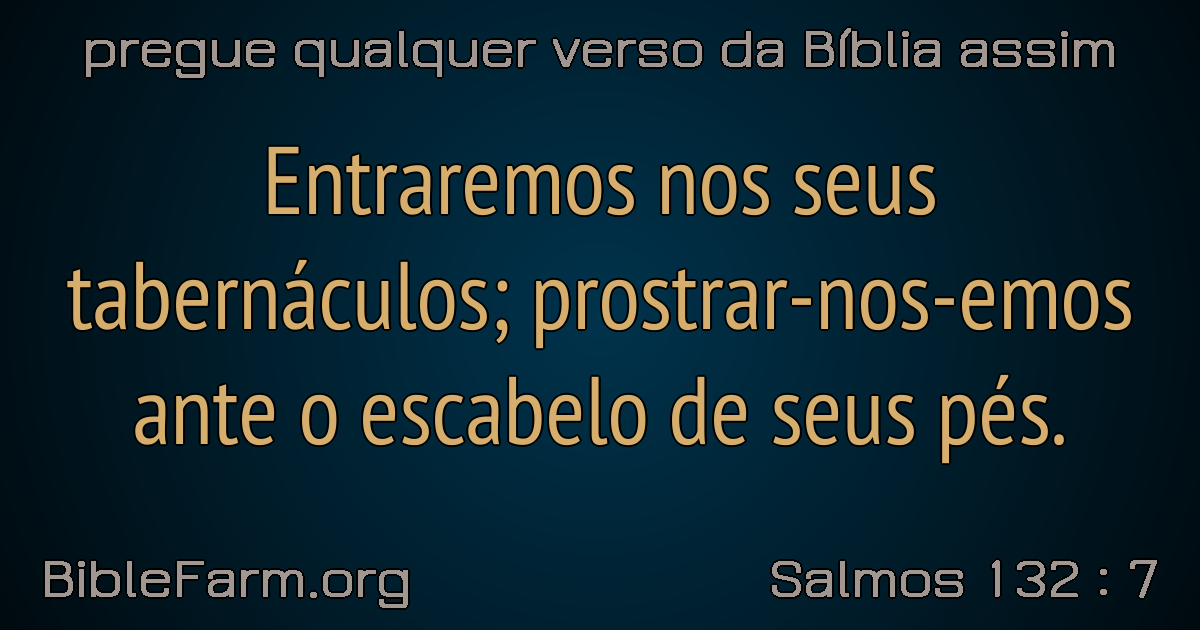 pregue qualquer verso da Bíblia assim
Entraremos nos seus
tabernáculos; prostrar-nos-emos
ante o escabelo de seus pés.
BibleFarm.org
Salmos 132 : 7